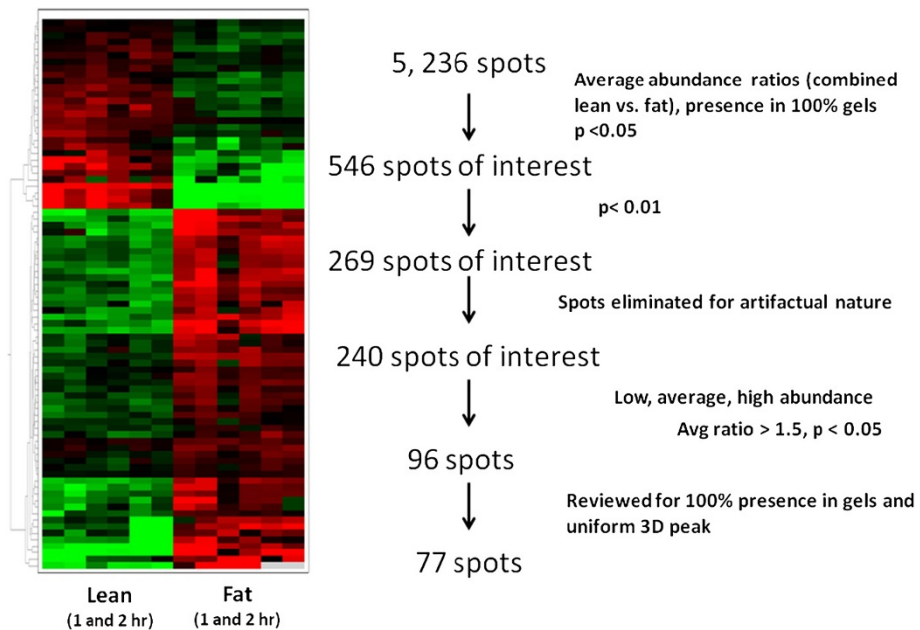 5, 236 spots
Average abundance ratios (combined
lean vs. fat), presence in 100% gels
p <0.05
546 spots of interest
p< 0.01
269 spots of interest
Spots eliminated for artifactual nature
240 spots of interest
Low, average, high abundance
Avg ratio > 1.5, p < 0.05
96 spots
Reviewed for 100% presence in gels and
uniform 3D peak
77 spots
Lean
(1 and 2 hr)
Fat
(1 and 2 hr)